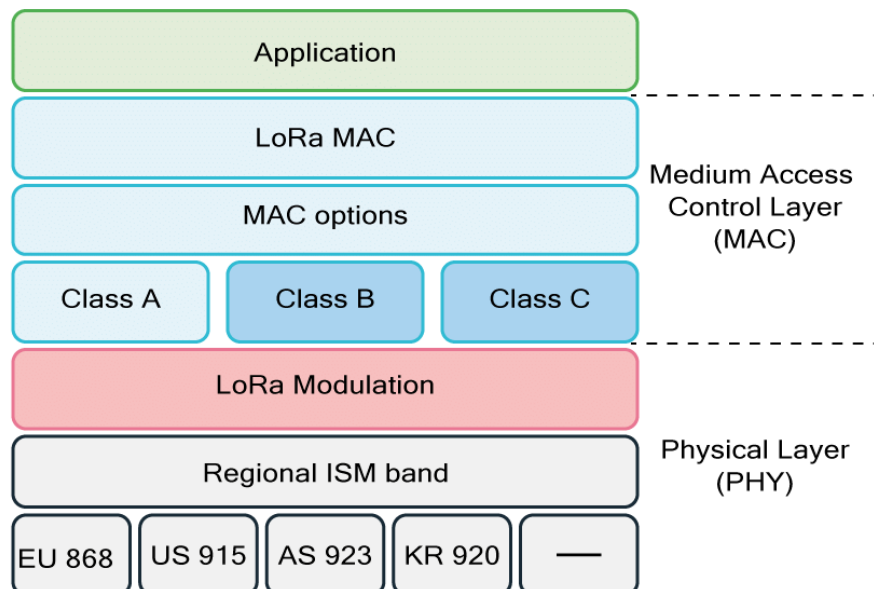 Application
LoRa MAC
MAC options
Class A
Class B
Class C
Medium Access
Control Layer
(MAC)
LoRa Modulation
Regional ISM band
EU 868
US 915
AS 923
KR 920
—
Physical Layer
(PHY)